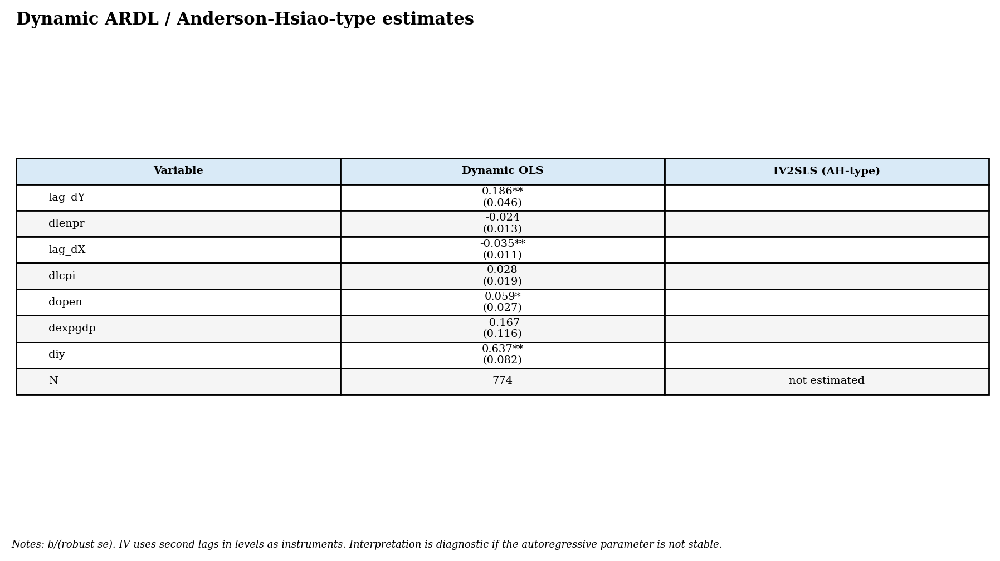 Dynamic ARDL / Anderson-Hsiao-type estimates
Variable Dynamic OLS IV2SLS (AH-type)
lag_dY 0.186**
(0.046)
dlenpr -0.024
(0.013)
lag_dX -0.035**
(0.011)
dlcpi 0.028
(0.019)
dopen 0.059*
(0.027)
dexpgdp -0.167
(0.116)
diy 0.637**
(0.082)
N 774 not estimated
Notes: b/(robust se). IV uses second lags in levels as instruments. Interpretation is diagnostic if the autoregressive parameter is not stable.